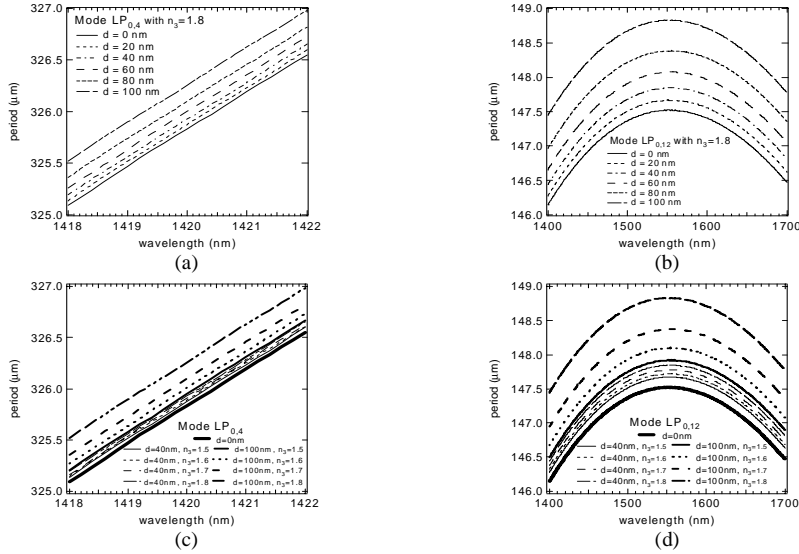 327.0
326.5
326.0
325.5
325.0
period (μm)
Mode LP0,4 with n3=1.8
d = 0 nm
d = 20 nm
d = 40 nm
d = 60 nm
d = 80 nm
d = 100 nm
1418 1419 1420 1421 1422
wavelength (nm)
(a)
149.0
148.5
148.0
147.5
147.0
146.5
146.0
period (μm)
Mode LP0,12 with n3=1.8
d = 0 nm
d = 20 nm
d = 40 nm
d = 60 nm
d = 80 nm
d = 100 nm
1400 1500 1600 1700
wavelength (nm)
(b)
327.0
326.5
326.0
325.5
325.0
period (μm)
Mode LP0,4
d=0nm
d=40nm, n3=1.5 d=100nm, n3=1.5
d=40nm, n3=1.6 d=100nm, n3=1.6
d=40nm, n3=1.7 d=100nm, n3=1.7
d=40nm, n3=1.8 d=100nm, n3=1.8
1418 1419 1420 1421 1422
wavelength (nm)
(c)
149.0
148.5
148.0
147.5
147.0
146.5
146.0
period (μm)
Mode LP0,12
d=0nm
d=40nm, n3=1.5 d=100nm, n3=1.5
d=40nm, n3=1.6 d=100nm, n3=1.6
d=40nm, n3=1.7 d=100nm, n3=1.7
d=40nm, n3=1.8 d=100nm, n3=1.8
1400 1500 1600 1700
wavelength (nm)
(d)